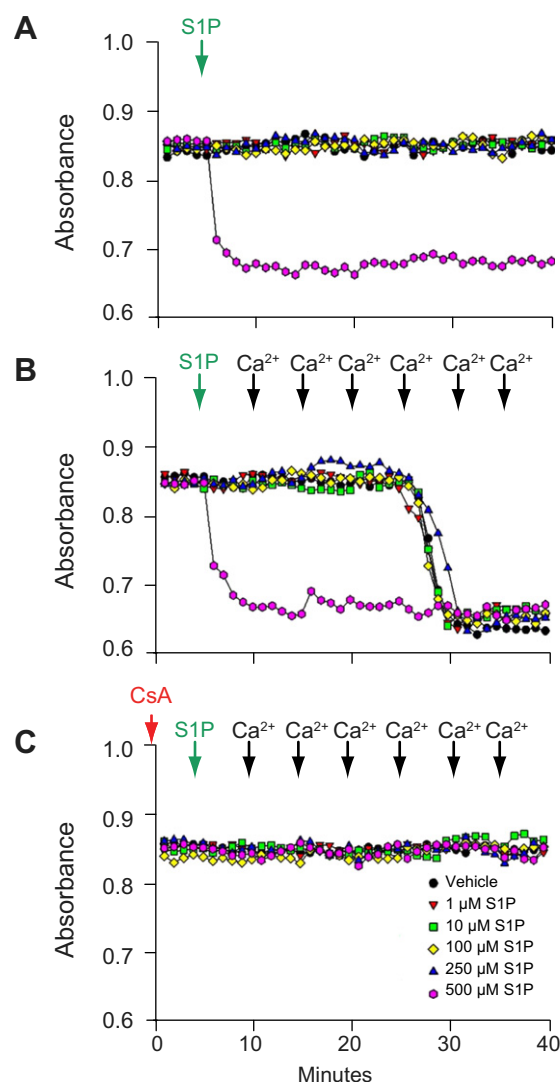 A
S1P
1.0
0.9
0.8
0.7
0.6
Absorbance
B
S1P Ca²⁺ Ca²⁺ Ca²⁺ Ca²⁺ Ca²⁺ Ca²⁺
1.0
0.9
0.8
0.7
0.6
Absorbance
CsA
C
S1P Ca²⁺ Ca²⁺ Ca²⁺ Ca²⁺ Ca²⁺ Ca²⁺
1.0
0.9
0.8
0.7
0.6
Absorbance
Vehicle
1 µM S1P
10 µM S1P
100 µM S1P
250 µM S1P
500 µM S1P
0 10 20 30 40
Minutes